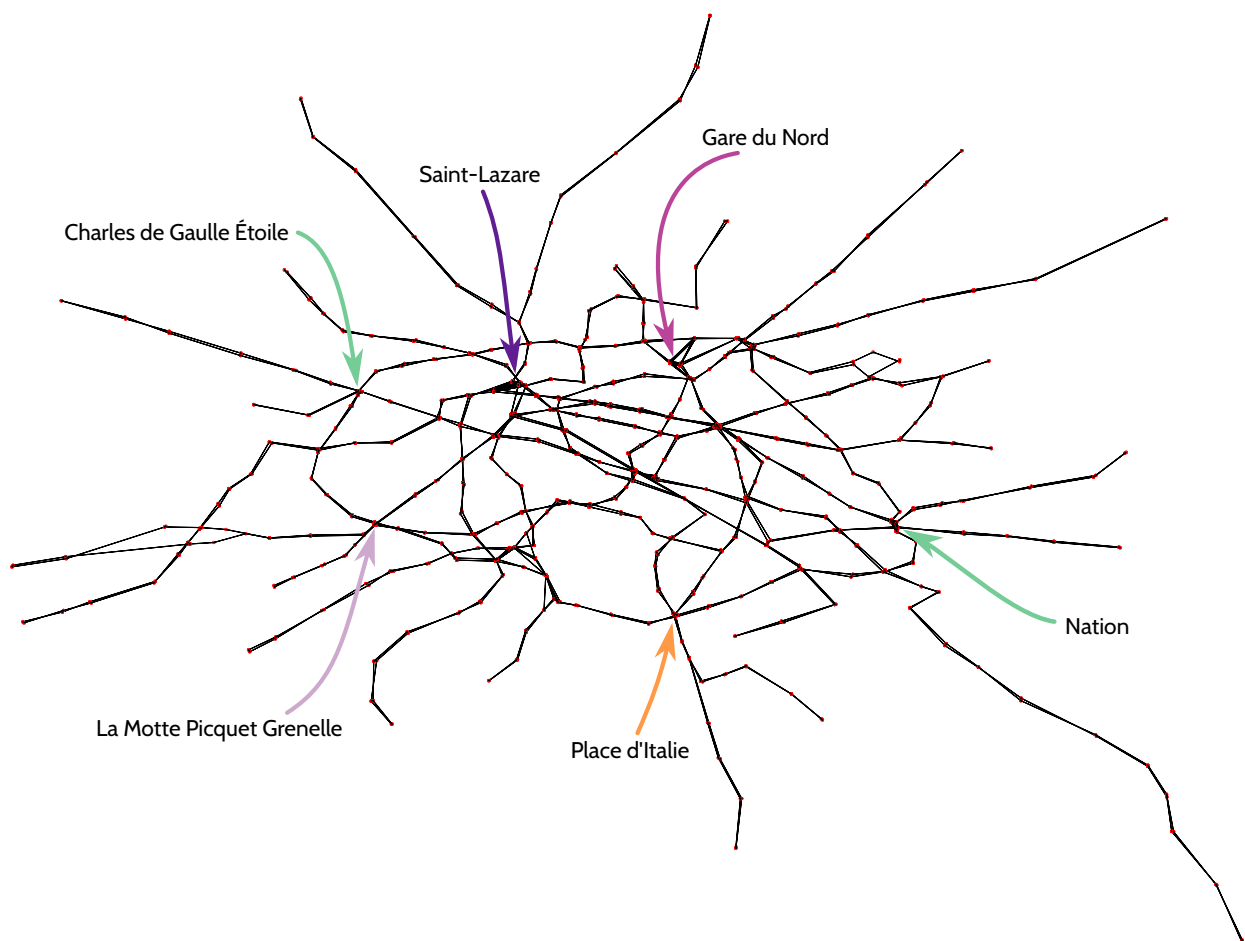 Gare du Nord
Saint-Lazare
Charles de Gaulle Étoile
Nation
La Motte Picquet Grenelle
Place d'Italie